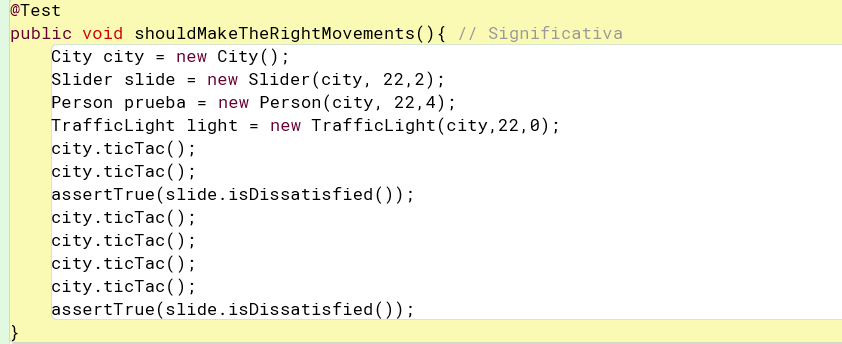 @Test
public void shouldMakeTheRightMovements(){ // Significativa
    City city = new City();
    Slider slide = new Slider(city, 22,2);
    Person prueba = new Person(city, 22,4);
    TrafficLight light = new TrafficLight(city,22,0);
    city.ticTac();
    city.ticTac();
    assertTrue(slide.isDissatisfied());
    city.ticTac();
    city.ticTac();
    city.ticTac();
    city.ticTac();
    assertTrue(slide.isDissatisfied());
}